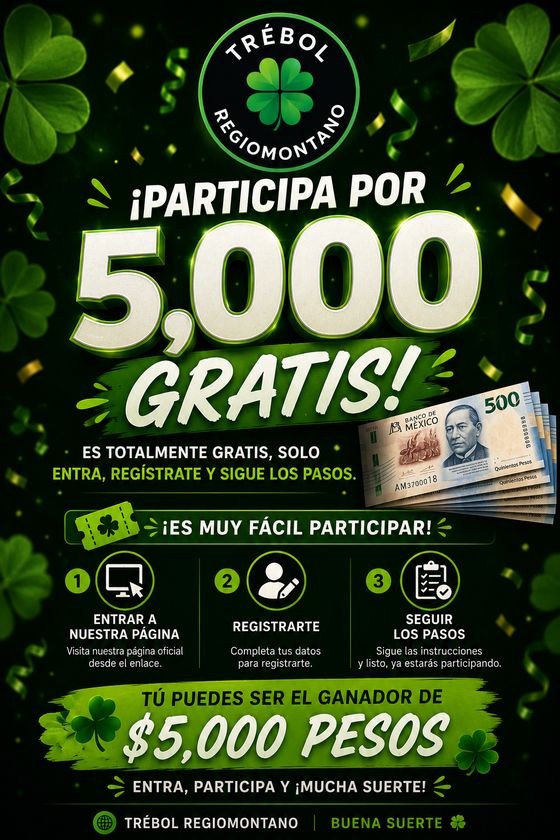 TRÉBOL
REGIOMONTANO
¡PARTICIPA POR
5,000
GRATIS!
ES TOTALMENTE GRATIS, SOLO
ENTRA, REGÍSTRATE Y SIGUE LOS PASOS.
BANCO DE
MÉXICO
500
AM3700018
Quinientos Pesos
Quinientos Pesos
¡ES MUY FÁCIL PARTICIPAR!
1
ENTRAR A
NUESTRA PÁGINA
Visita nuestra página oficial
desde el enlace.
2
REGISTRARTE
Completa tus datos
para registrarte.
3
SEGUIR
LOS PASOS
Sigue las instrucciones
y listo, ya estarás participando.
TÚ PUEDES SER EL GANADOR DE
$5,000 PESOS
ENTRA, PARTICIPA Y ¡MUCHA SUERTE!
TRÉBOL REGIOMONTANO | BUENA SUERTE